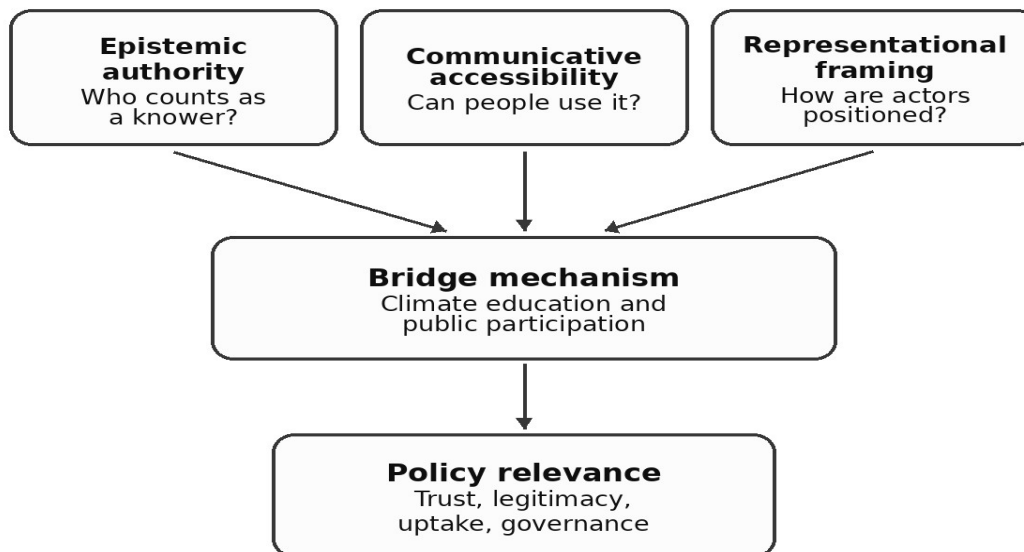 Epistemic
authority
Who counts as
a knower?
Communicative
accessibility
Can people use it?
Representational
framing
How are actors
positioned?
Bridge mechanism
Climate education and
public participation
Policy relevance
Trust, legitimacy,
uptake, governance